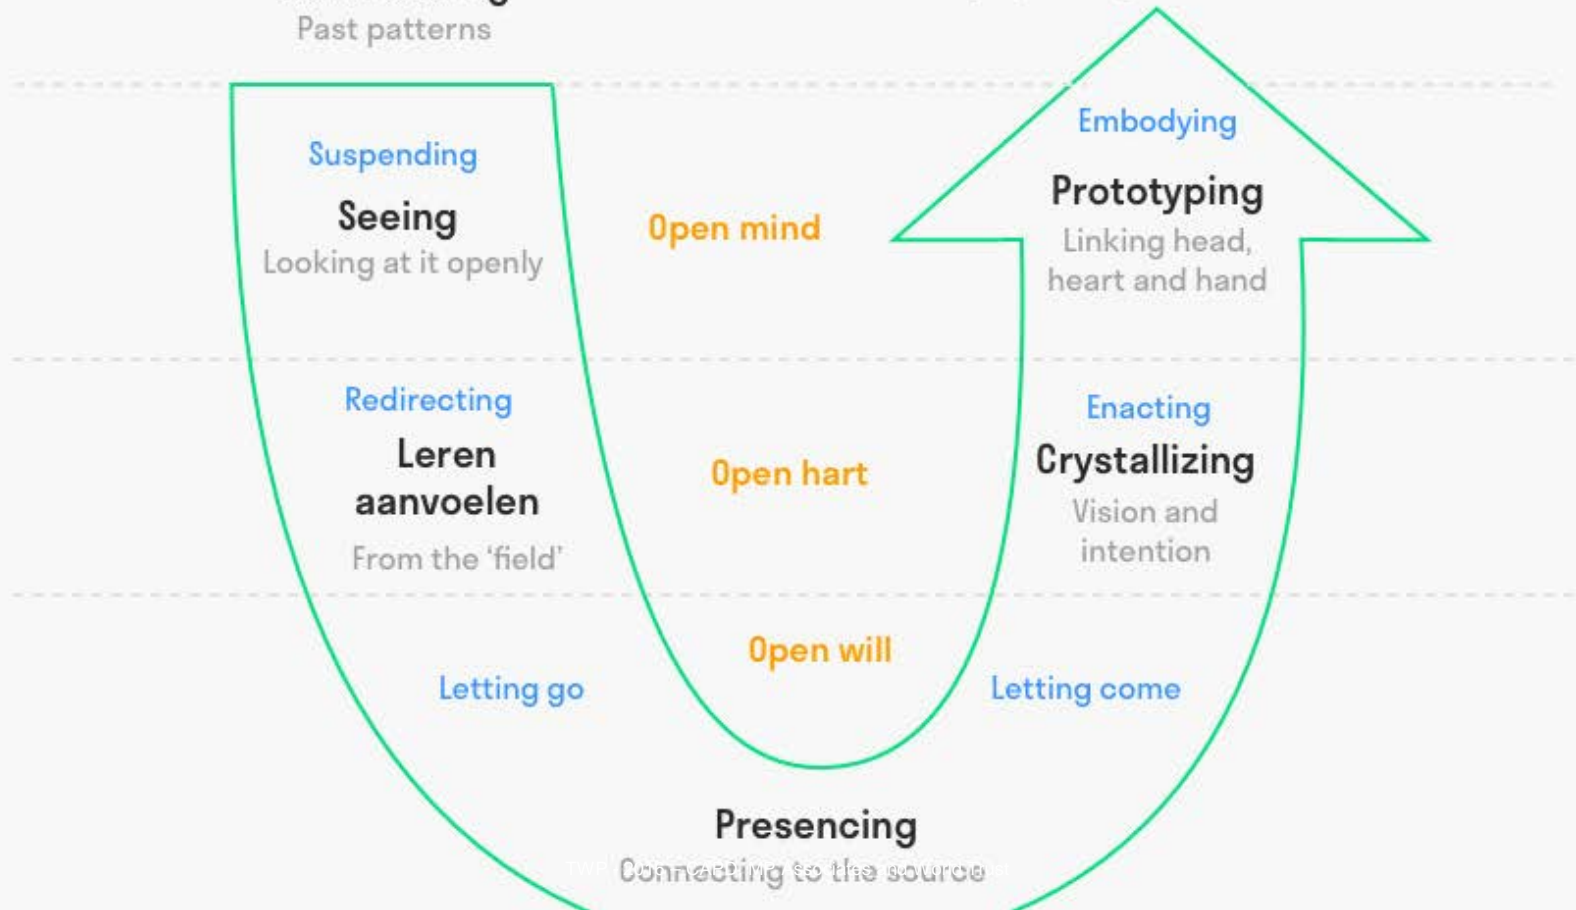 Past patterns
Suspending
Seeing
Looking at it openly
Open mind
Embodying
Prototyping
Linking head,
heart and hand
Redirecting
Leren
aanvoelen
From the ‘field’
Open hart
Enacting
Crystallizing
Vision and
intention
Open will
Letting go
Letting come
Presencing
Connecting to the source